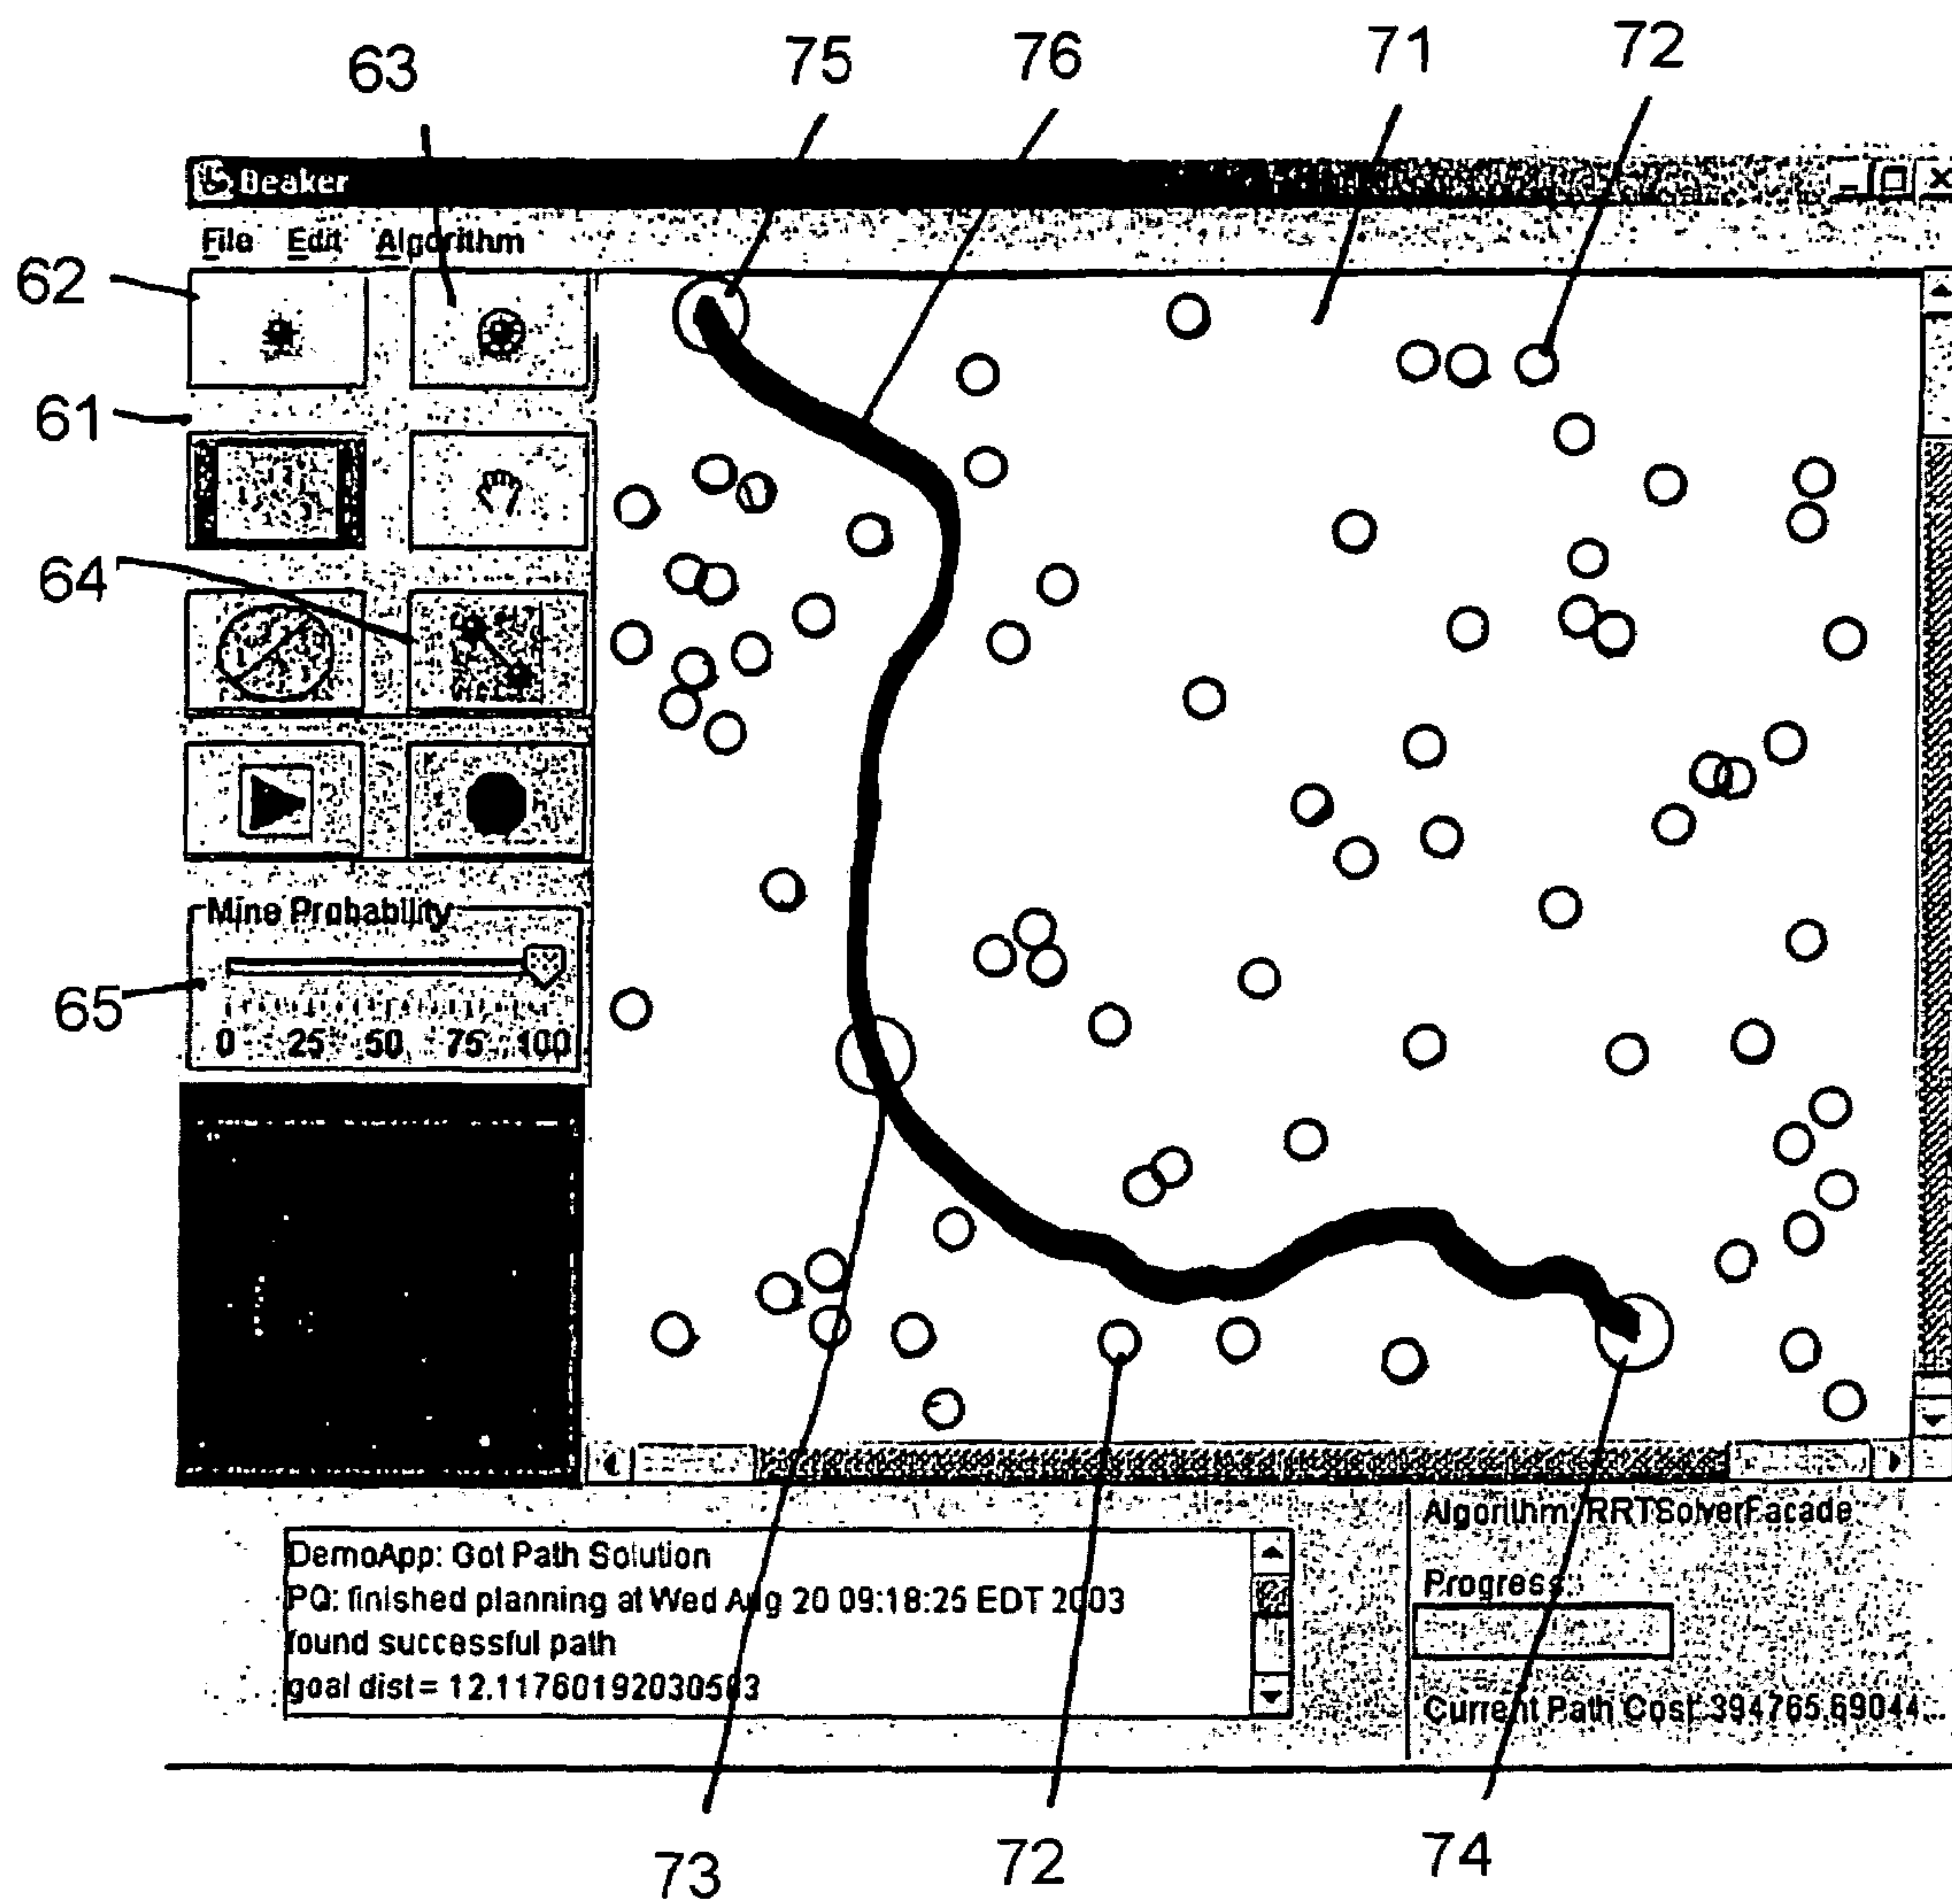 63 75 76 71 72
Beaker
File Edit Algorithm
62
61
64
Mine Probability
65
0 25 50 75 100
Algorithm: RRTSolverFacade
DemoApp: Got Path Solution
PQ: finished planning at Wed Aug 20 09:18:25 EDT 2003
found successful path
goal dist = 12.11760192030503
Progress:
Current Path Cost: 394765.69044...
73 72 74